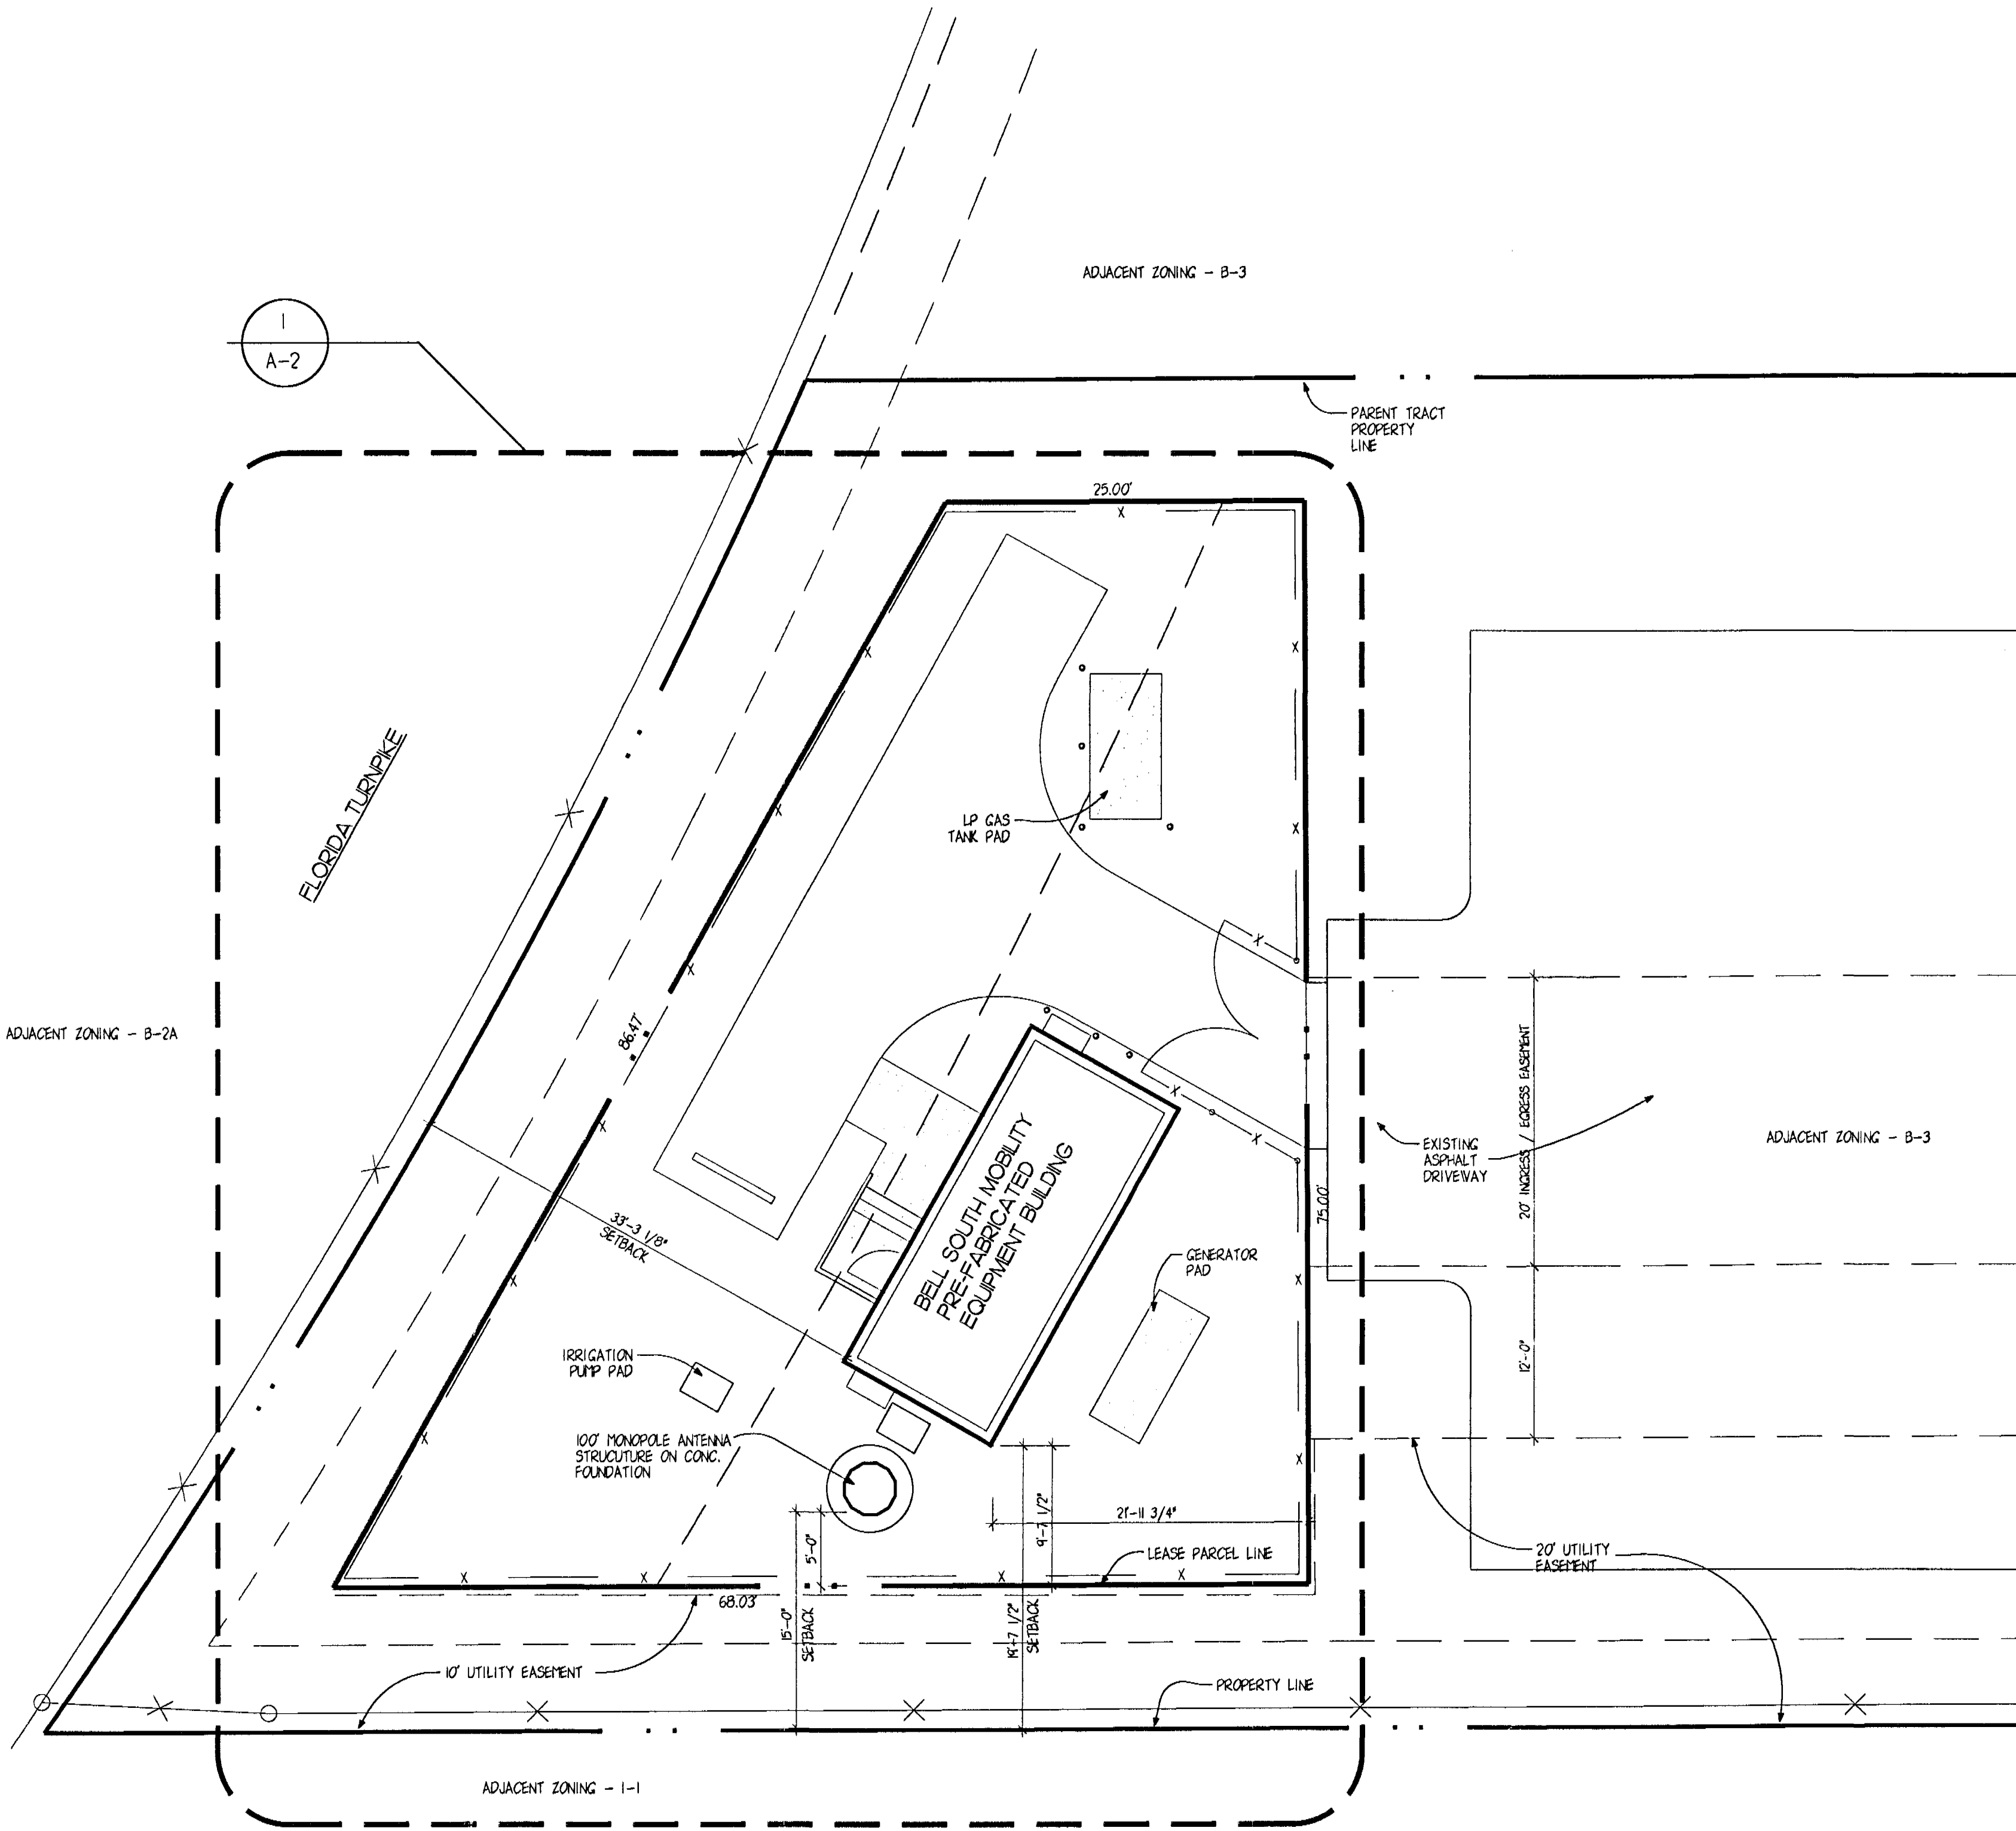 ADJACENT ZONING - B-3
1
A-2
PARENT TRACT
PROPERTY
LINE
25.00'
FLORIDA TURNPIKE
LP GAS
TANK PAD
86.47'
ADJACENT ZONING - B-2A
20' INGRESS / EGRESS EASEMENT
EXISTING
ASPHALT
DRIVEWAY
ADJACENT ZONING - B-3
75.00'
33'-3 1/8"
SETBACK
BELL SOUTH MOBILITY
PRE-FABRICATED
EQUIPMENT BUILDING
GENERATOR
PAD
12'-0"
IRRIGATION
PUMP PAD
100' MONOPOLE ANTENNA
STRUCUTURE ON CONC.
FOUNDATION
21'-11 3/4"
9'-7 1/2"
5'-0"
LEASE PARCEL LINE
20' UTILITY
EASEMENT
68.03'
15'-0"
SETBACK
19'-7 1/2"
SETBACK
10' UTILITY EASEMENT
PROPERTY LINE
ADJACENT ZONING - I-1